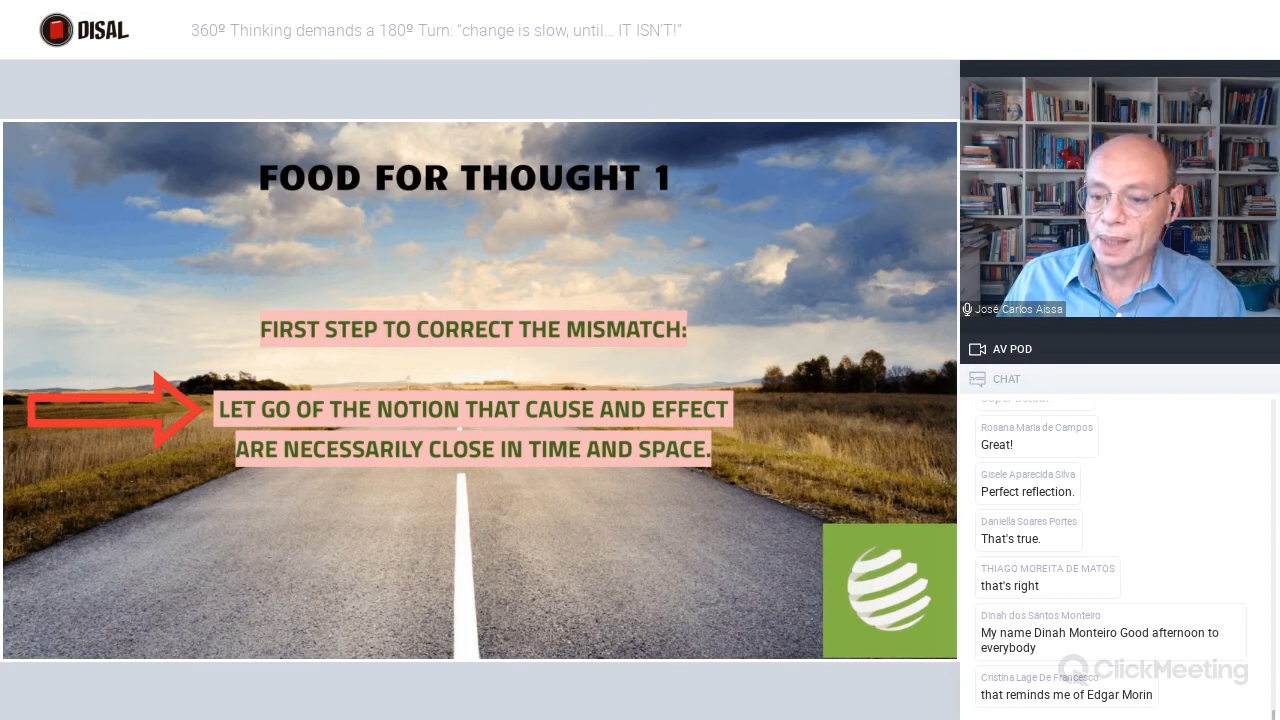 DISAL
360º Thinking demands a 180º Turn: “change is slow, until... IT ISN'T!”
FOOD FOR THOUGHT 1
FIRST STEP TO CORRECT THE MISMATCH:
LET GO OF THE NOTION THAT CAUSE AND EFFECT
ARE NECESSARILY CLOSE IN TIME AND SPACE.
José Carlos Aissa
AV POD
CHAT
Rosana Maria de Campos
Great!
Gisele Aparecida Silva
Perfect reflection.
Daniella Soares Portes
That's true.
THIAGO MOREITA DE MATOS
that's right
Dinah dos Santos Monteiro
My name Dinah Monteiro Good afternoon to
everybody
ClickMeeting
Cristina Lage De Francesco
that reminds me of Edgar Morin